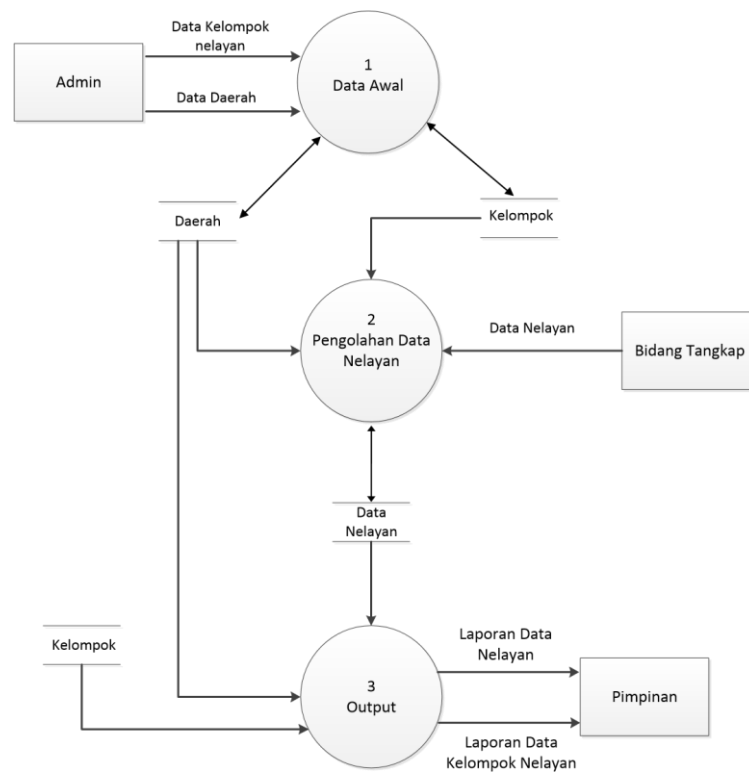 Data Kelompok
nelayan
Admin
Data Daerah
1
Data Awal
Daerah
Kelompok
2
Pengolahan Data
Nelayan
Data Nelayan
Bidang Tangkap
Data
Nelayan
Kelompok
3
Output
Laporan Data
Nelayan
Pimpinan
Laporan Data
Kelompok Nelayan